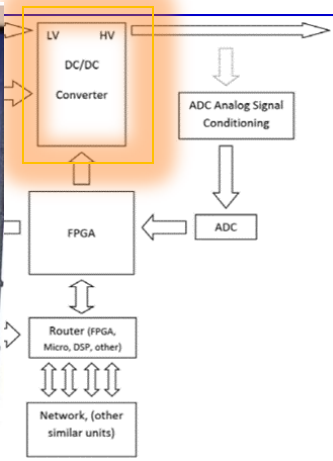 LV HV
DC/DC
Converter
ADC Analog Signal
Conditioning
FPGA
ADC
Router (FPGA,
Micro, DSP, other)
Network, (other
similar units)